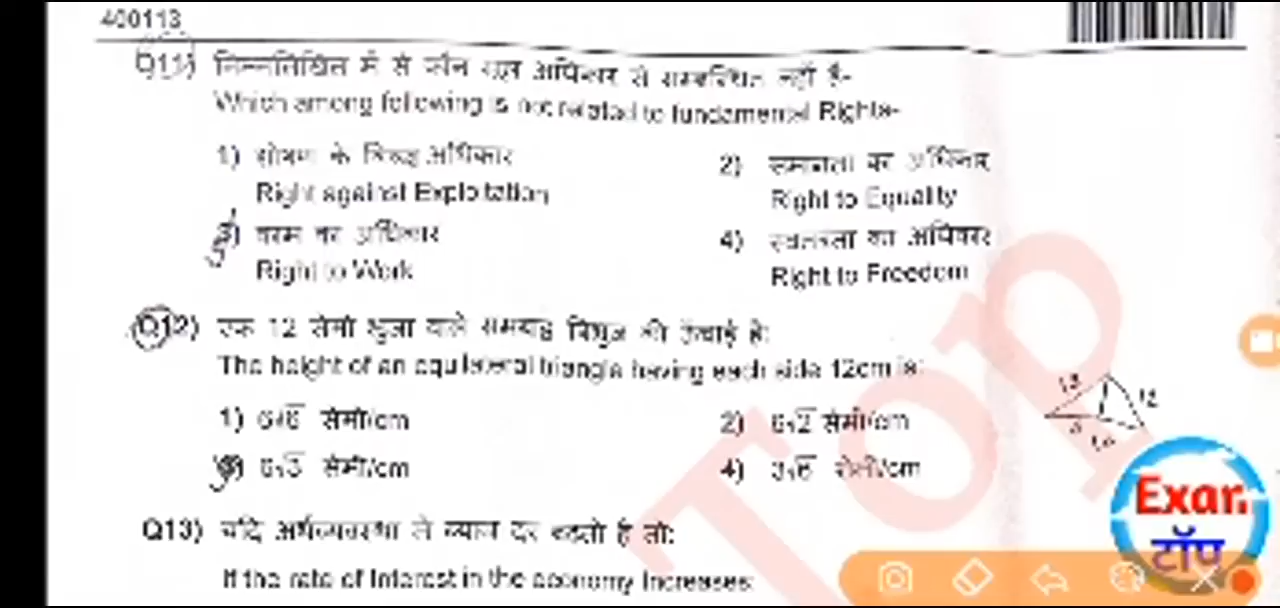 400113
Q11) निम्नलिखित में से कौन मूल अधिकार से सम्बन्धित नहीं है-
Which among following is not related to fundamental Rights-
1) शोषण के विरुद्ध अधिकार
Right against Exploitation
2) समानता का अधिकार
Right to Equality
3) काम का अधिकार
Right to Work
4) स्वतंत्रता का अधिकार
Right to Freedom
Q12) एक 12 सेमी भुजा वाले समबाहु त्रिभुज की ऊंचाई है:
The height of an equilateral triangle having each side 12cm is:
1) 6√6 सेमी/cm
2) 6√2 सेमी/cm
3) 6√3 सेमी/cm
4) 3√6 सेमी/cm
12
Q13) यदि अर्थव्यवस्था में ब्याज दर बढ़ती है तो:
If the rate of Interest in the economy Increases:
Top
Exam
टॉप